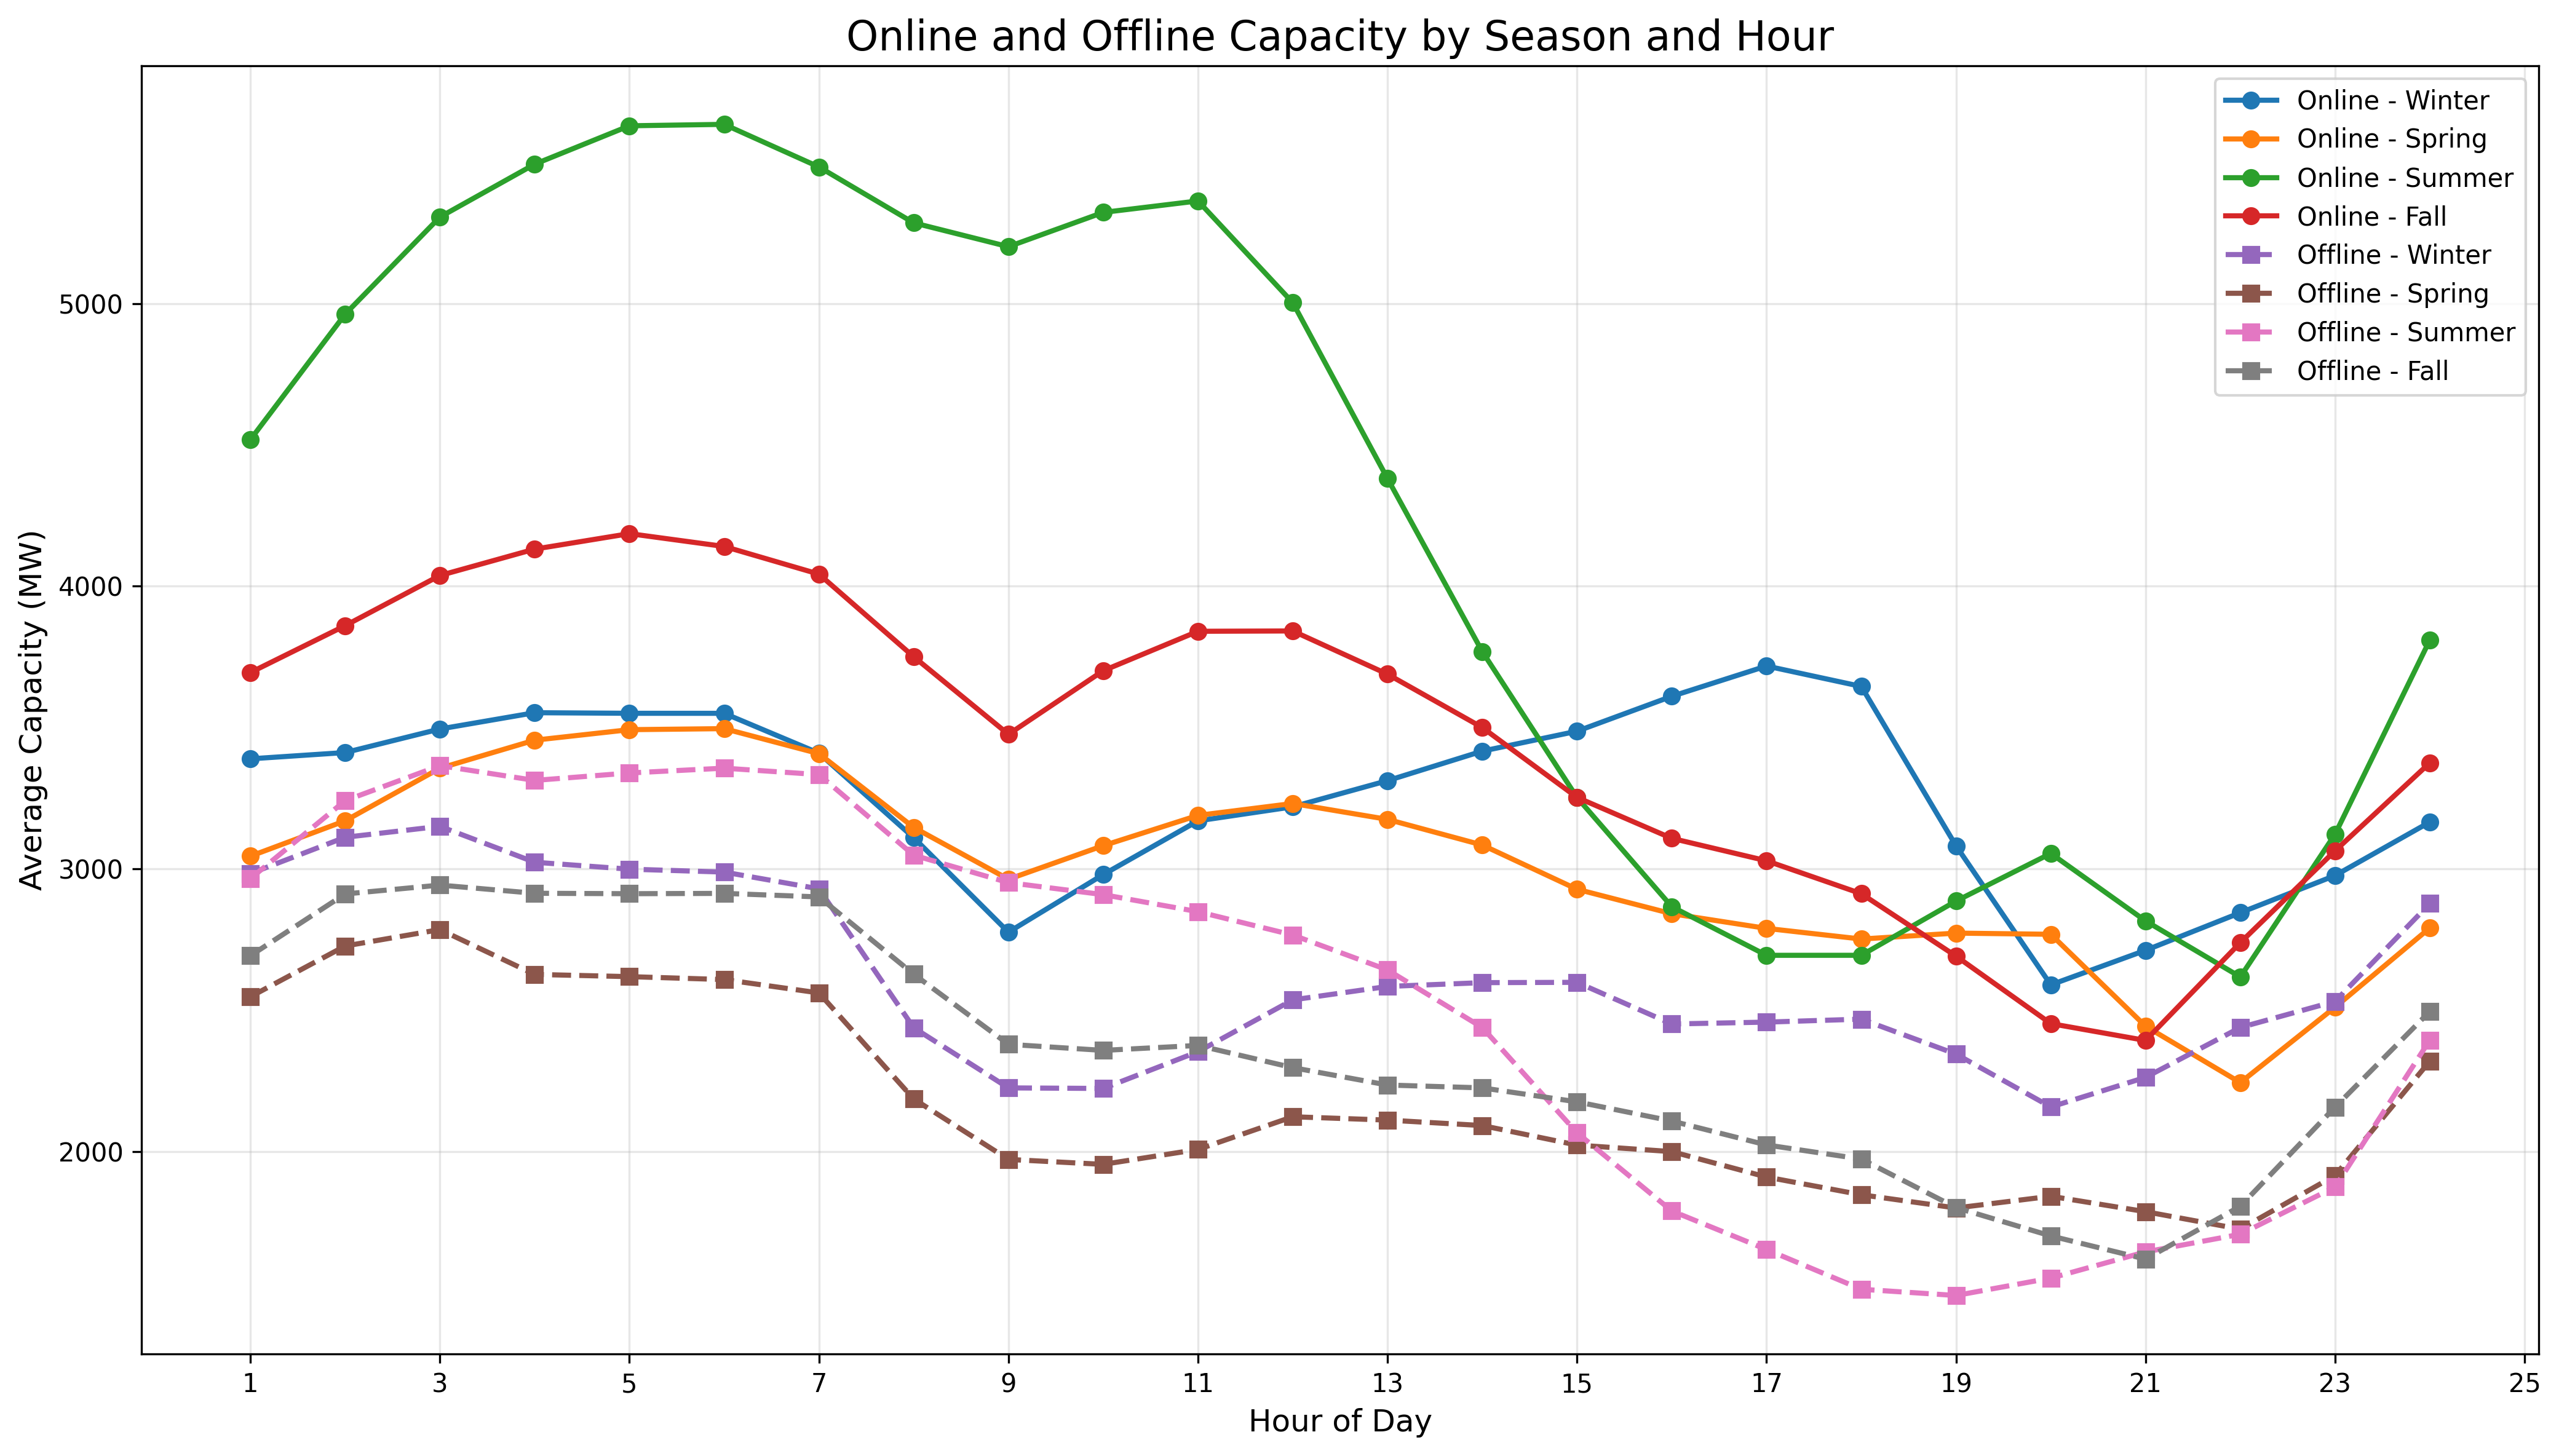 Online and Offline Capacity by Season and Hour
Online - Winter
Online - Spring
Online - Summer
Online - Fall
Offline - Winter
Offline - Spring
Offline - Summer
Offline - Fall
Average Capacity (MW)
5000
4000
3000
2000
1 3 5 7 9 11 13 15 17 19 21 23 25
Hour of Day